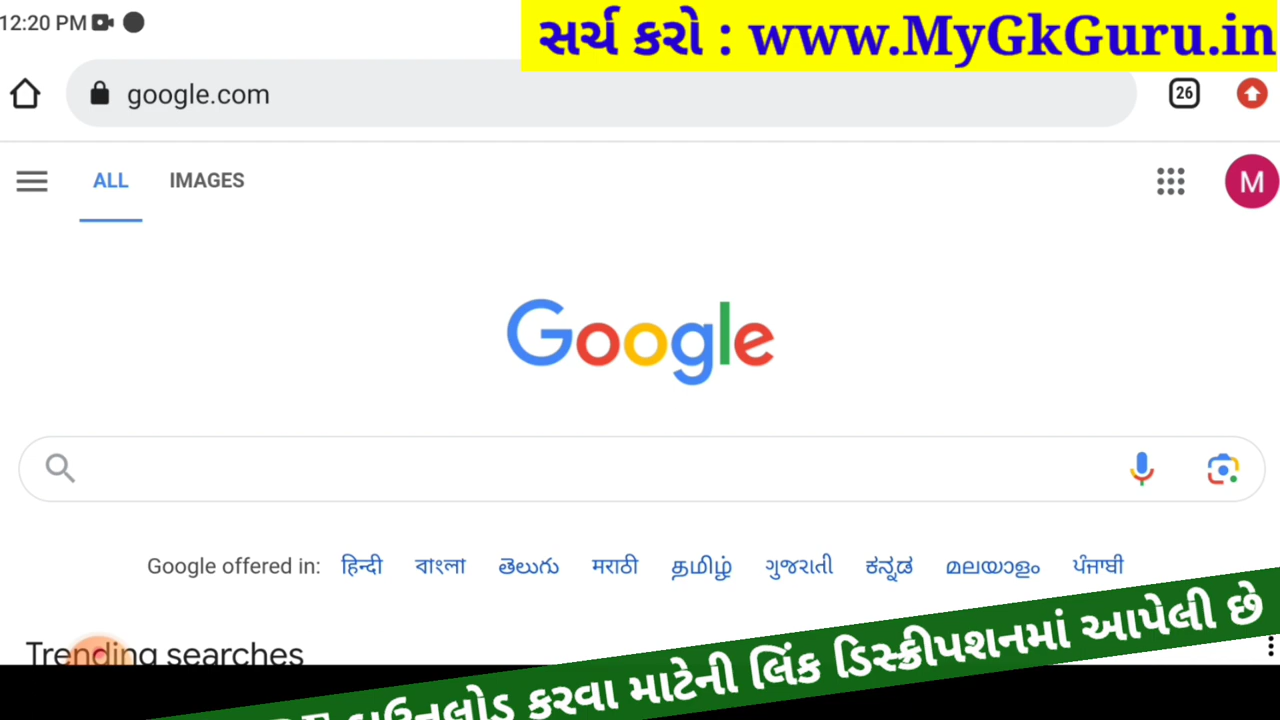 12:20 PM
સર્ચ કરો : www.MyGkGuru.in
google.com
26
ALL IMAGES
M
Google
Google offered in: हिन्दी বাংলা తెలుగు मराठी தமிழ் ગુજરાતી ಕನ್ನಡ മലയാളം ਪੰਜਾਬੀ
Trending searches
કરવા માટેની લિંક ડિસ્ક્રીપશનમાં આપેલી છે